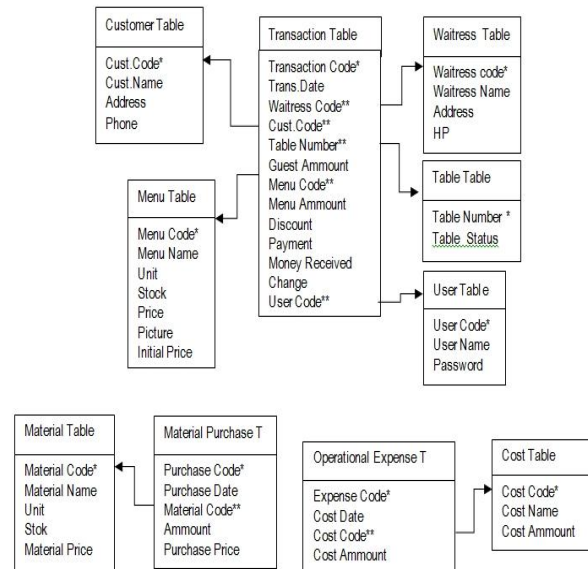 Customer Table
Cust.Code*
Cust.Name
Address
Phone
Transaction Table
Transaction Code*
Trans.Date
Waitress Code**
Cust.Code**
Table Number**
Guest Ammount
Menu Code**
Menu Ammount
Discount
Payment
Money Received
Change
User Code**
Waitress Table
Waitress code*
Waitress Name
Address
HP
Menu Table
Menu Code*
Menu Name
Unit
Stock
Price
Picture
Initial Price
Table Table
Table Number *
Table Status
User Table
User Code*
User Name
Password
Material Table
Material Code*
Material Name
Unit
Stok
Material Price
Material Purchase T
Purchase Code*
Purchase Date
Material Code**
Ammount
Purchase Price
Operational Expense T
Expense Code*
Cost Date
Cost Code**
Cost Ammount
Cost Table
Cost Code*
Cost Name
Cost Ammount